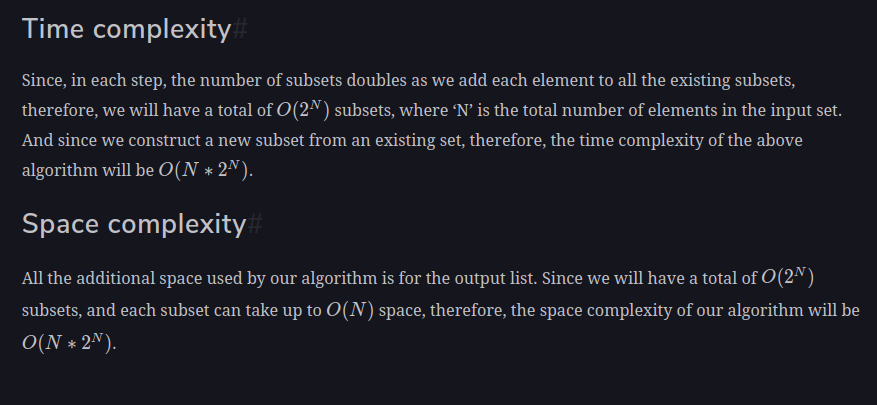 Time complexity#
Since, in each step, the number of subsets doubles as we add each element to all the existing subsets,
therefore, we will have a total of O(2^N) subsets, where ‘N’ is the total number of elements in the input set.
And since we construct a new subset from an existing set, therefore, the time complexity of the above
algorithm will be O(N * 2^N).
Space complexity#
All the additional space used by our algorithm is for the output list. Since we will have a total of O(2^N)
subsets, and each subset can take up to O(N) space, therefore, the space complexity of our algorithm will be
O(N * 2^N).